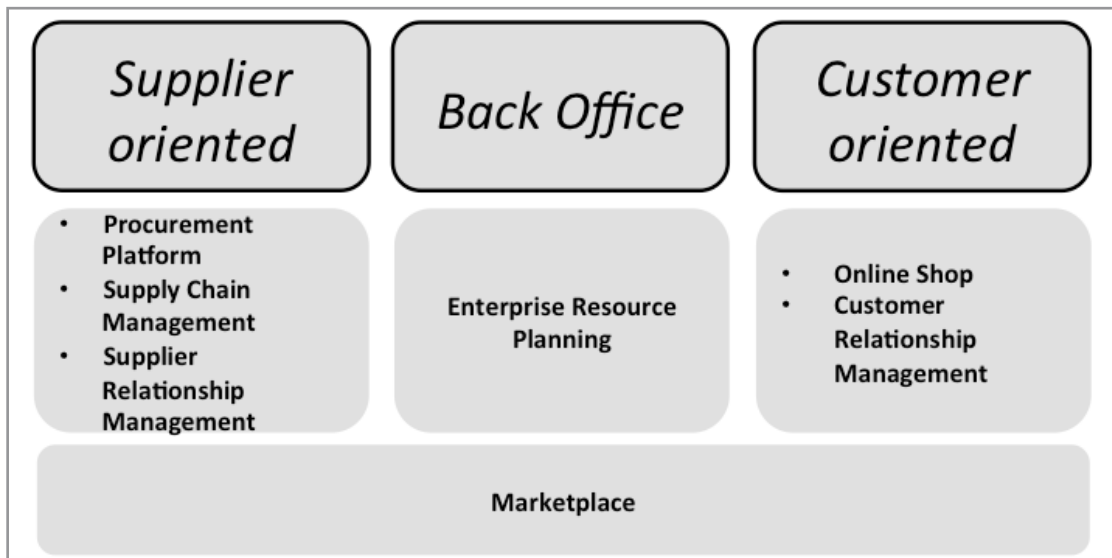 Supplier
oriented
Back Office
Customer
oriented
• Procurement
Platform
• Supply Chain
Management
• Supplier
Relationship
Management
Enterprise Resource
Planning
• Online Shop
• Customer
Relationship
Management
Marketplace